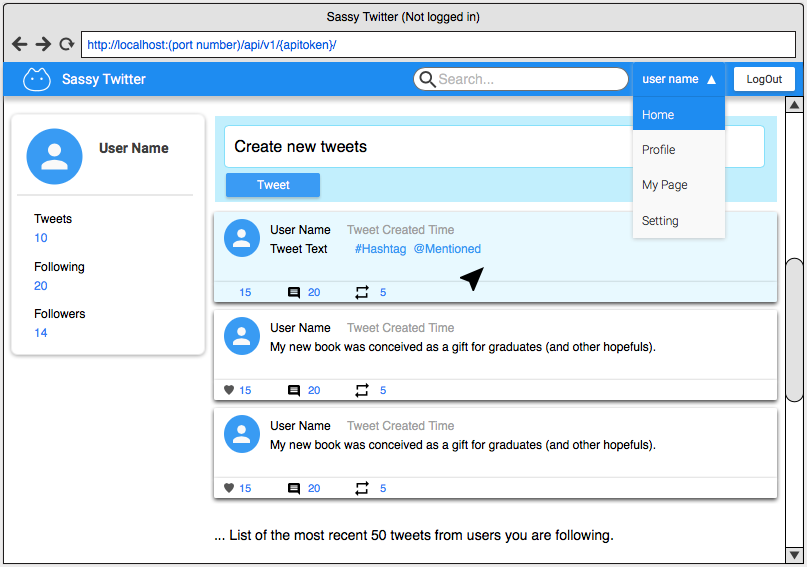 Sassy Twitter (Not logged in)
http://localhost:(port number)/api/v1/{apitoken}/
Sassy Twitter
Search...
user name
LogOut
Home
Profile
My Page
Setting
User Name
Tweets
10
Following
20
Followers
14
Create new tweets
Tweet
User Name Tweet Created Time
Tweet Text #Hashtag @Mentioned
15 20 5
User Name Tweet Created Time
My new book was conceived as a gift for graduates (and other hopefuls).
15 20 5
User Name Tweet Created Time
My new book was conceived as a gift for graduates (and other hopefuls).
15 20 5
... List of the most recent 50 tweets from users you are following.